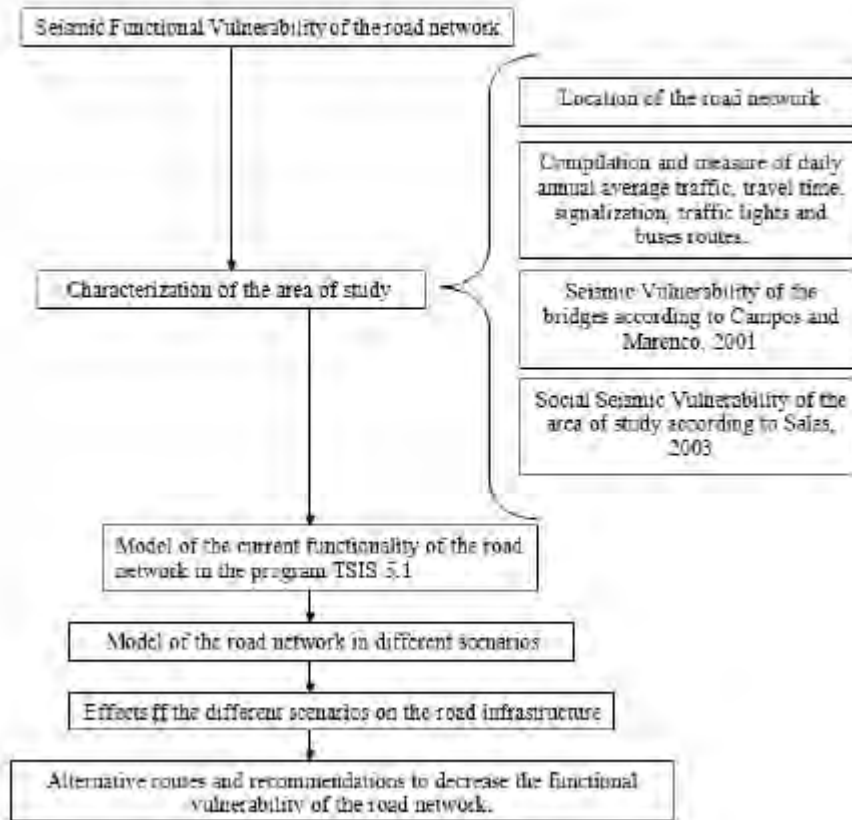 Seismic Functional Vulnerability of the road network
Location of the road network
Compilation and measure of daily
annual average traffic, travel time,
signalization, traffic lights and
buses routes.
Characterization of the area of study
Seismic Vulnerability of the
bridges according to Campos and
Marenco, 2001
Social Seismic Vulnerability of the
area of study according to Salas,
2003
Model of the current functionality of the road
network in the program TSIS 5.1
Model of the road network in different scenarios
Effects ff the different scenarios on the road infrastructure
Alternative routes and recommendations to decrease the functional
vulnerability of the road network.